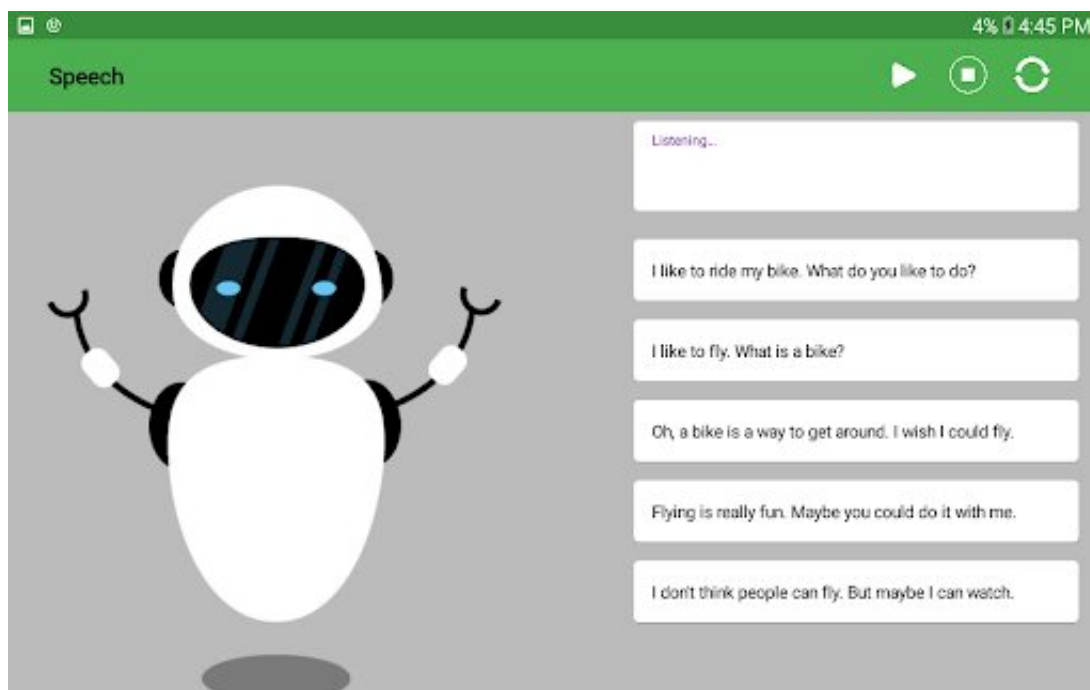 4% 4:45 PM
Speech
Listening...
I like to ride my bike. What do you like to do?
I like to fly. What is a bike?
Oh, a bike is a way to get around. I wish I could fly.
Flying is really fun. Maybe you could do it with me.
I don't think people can fly. But maybe I can watch.